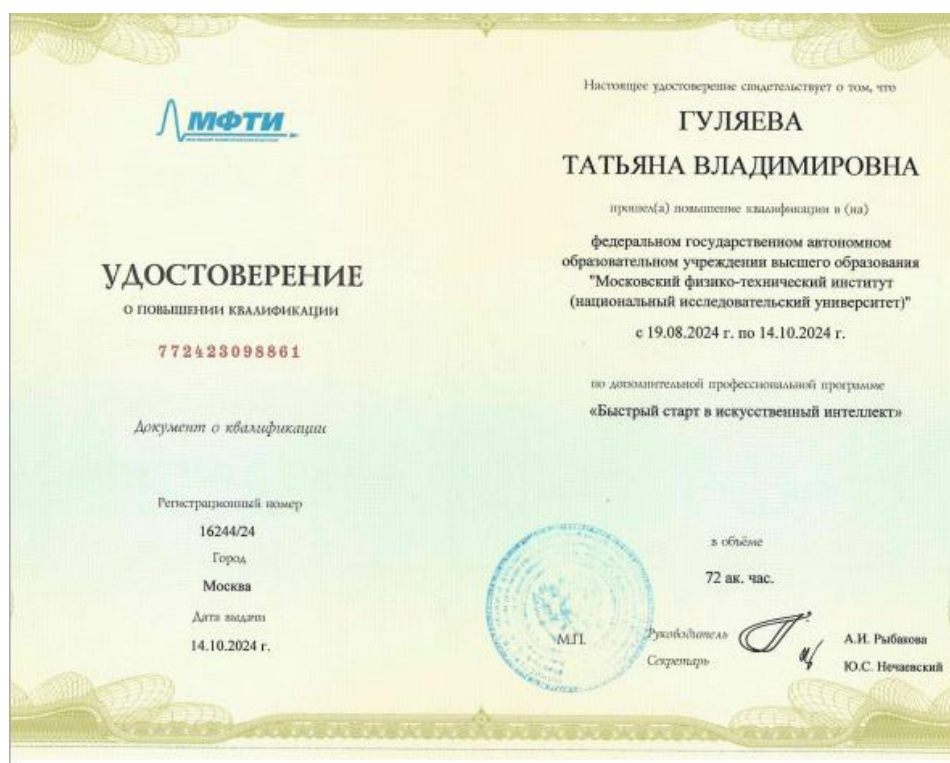 МФТИ
УДОСТОВЕРЕНИЕ
О ПОВЫШЕНИИ КВАЛИФИКАЦИИ
772423098861
Документ о квалификации
Регистрационный номер
16244/24
Город
Москва
Дата выдачи
14.10.2024 г.
Настоящее удостоверение свидетельствует о том, что
ГУЛЯЕВА
ТАТЬЯНА ВЛАДИМИРОВНА
прошел(а) повышение квалификации в (на)
федеральном государственном автономном
образовательном учреждении высшего образования
"Московский физико-технический институт
(национальный исследовательский университет)"
с 19.08.2024 г. по 14.10.2024 г.
по дополнительной профессиональной программе
«Быстрый старт в искусственный интеллект»
в объёме
72 ак. час.
М.П.
Руководитель
А.И. Рыбакова
Секретарь
Ю.С. Нечаевский